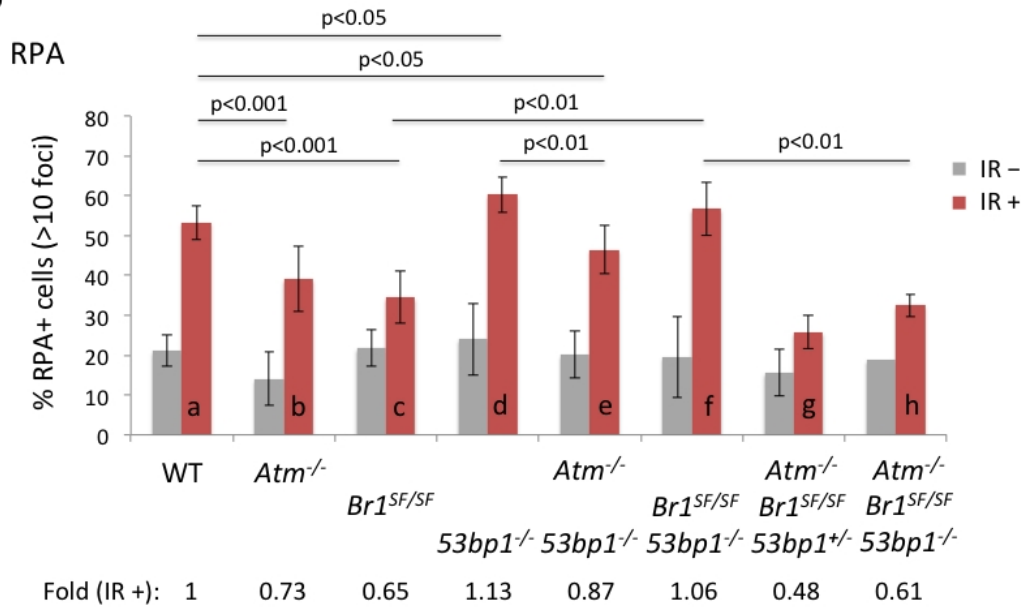 p<0.05
RPA
p<0.05
p<0.001
p<0.01
p<0.001
p<0.01
p<0.01
% RPA+ cells (>10 foci)
80
70
60
50
40
30
20
10
0
IR −
IR +
a b c d e f g h
WT Atm-/- Atm-/- Atm-/- Atm-/-
Br1SF/SF Br1SF/SF Br1SF/SF Br1SF/SF
53bp1-/- 53bp1-/- 53bp1-/- 53bp1+/- 53bp1-/-
Fold (IR +): 1 0.73 0.65 1.13 0.87 1.06 0.48 0.61